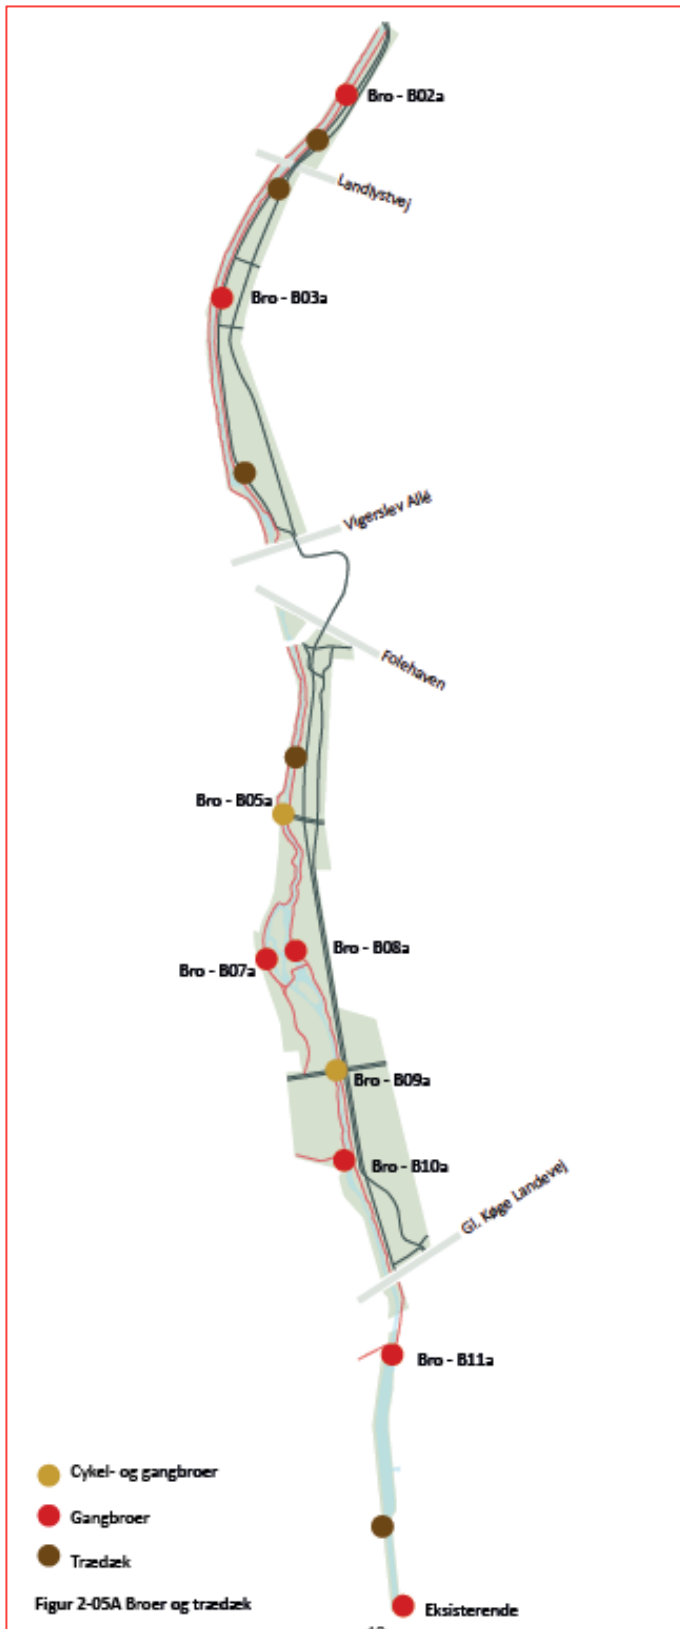 Bro - B02a
Landlystvej
Bro - B03a
Vigerslev Allé
Folehaven
Bro - B05a
Bro - B08a
Bro - B07a
Bro - B09a
Bro - B10a
Gl. Køge Landevej
Bro - B11a
Cykel- og gangbroer
Gangbroer
Trædæk
Figur 2-05A Broer og trædæk
Eksisterende